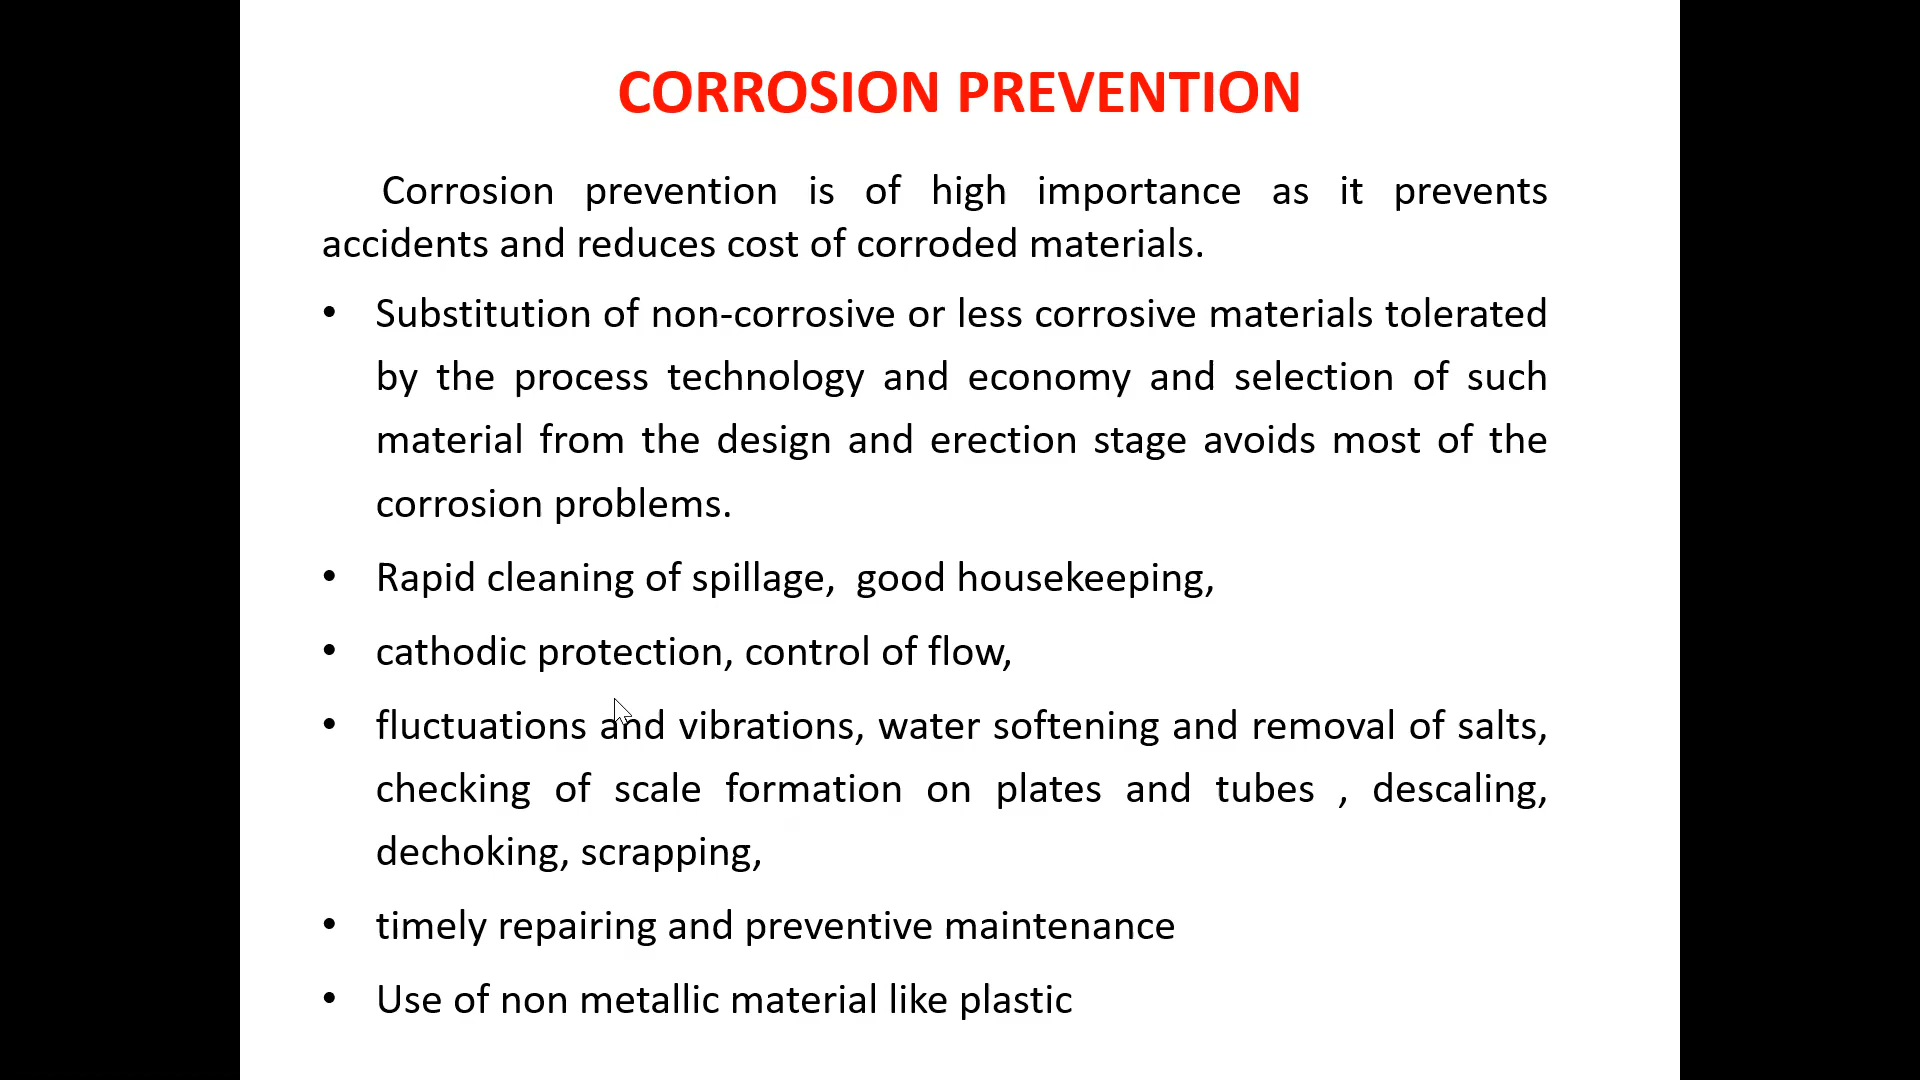 CORROSION PREVENTION
Corrosion prevention is of high importance as it prevents
accidents and reduces cost of corroded materials.
• Substitution of non-corrosive or less corrosive materials tolerated
by the process technology and economy and selection of such
material from the design and erection stage avoids most of the
corrosion problems.
• Rapid cleaning of spillage,  good housekeeping,
• cathodic protection, control of flow,
• fluctuations and vibrations, water softening and removal of salts,
checking of scale formation on plates and tubes , descaling,
dechoking, scrapping,
• timely repairing and preventive maintenance
• Use of non metallic material like plastic